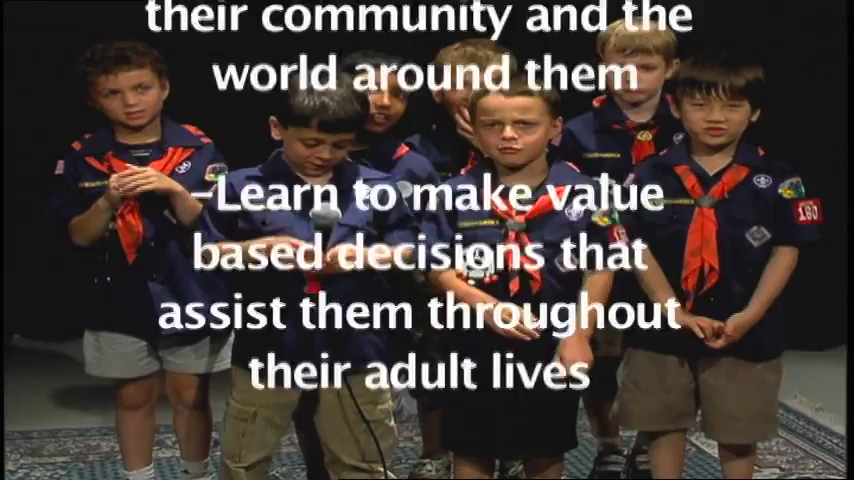 their community and the
world around them
-Learn to make value
based decisions that
assist them throughout
their adult lives
180